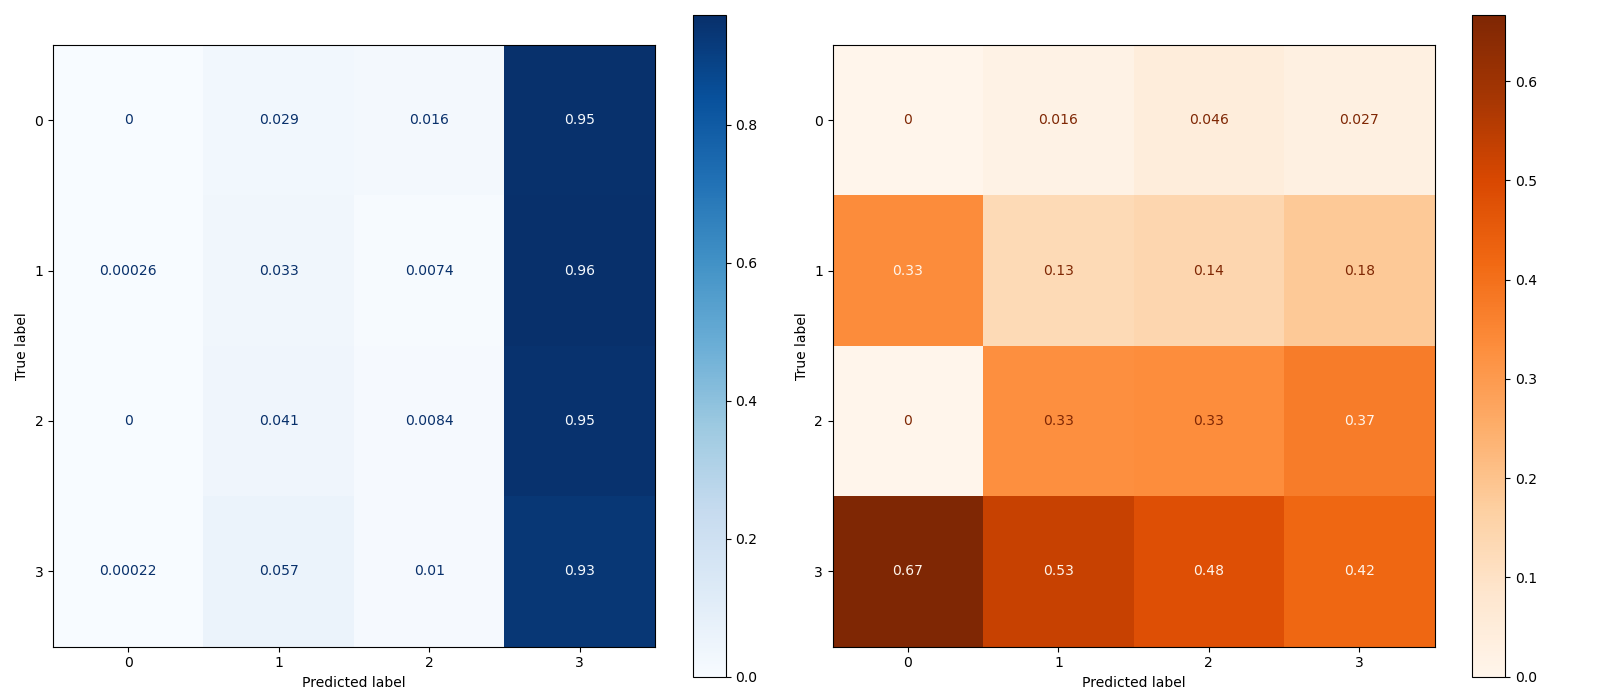 0 0 0.029 0.016 0.95
1 0.00026 0.033 0.0074 0.96
2 0 0.041 0.0084 0.95
3 0.00022 0.057 0.01 0.93
0 1 2 3
True label
Predicted label
0.8
0.6
0.4
0.2
0.0
0 0 0.016 0.046 0.027
1 0.33 0.13 0.14 0.18
2 0 0.33 0.33 0.37
3 0.67 0.53 0.48 0.42
0 1 2 3
True label
Predicted label
0.6
0.5
0.4
0.3
0.2
0.1
0.0